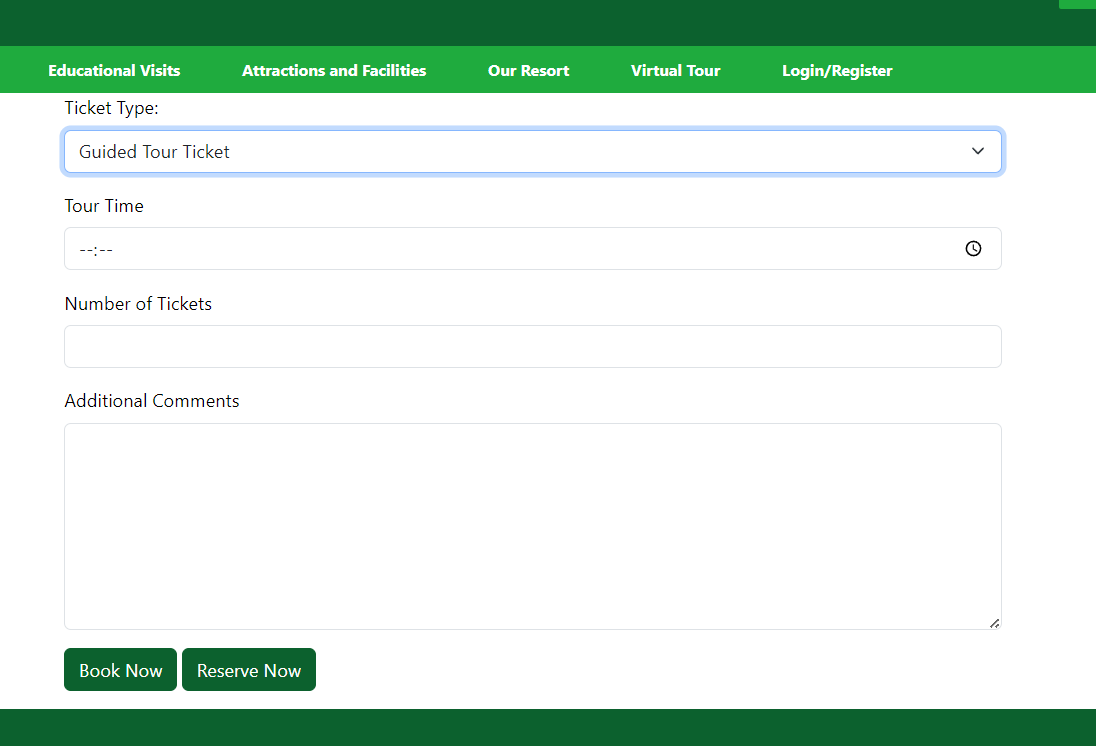 Educational Visits Attractions and Facilities Our Resort Virtual Tour Login/Register
Ticket Type:
Guided Tour Ticket
Tour Time
--:--
Number of Tickets
Additional Comments
Book Now Reserve Now